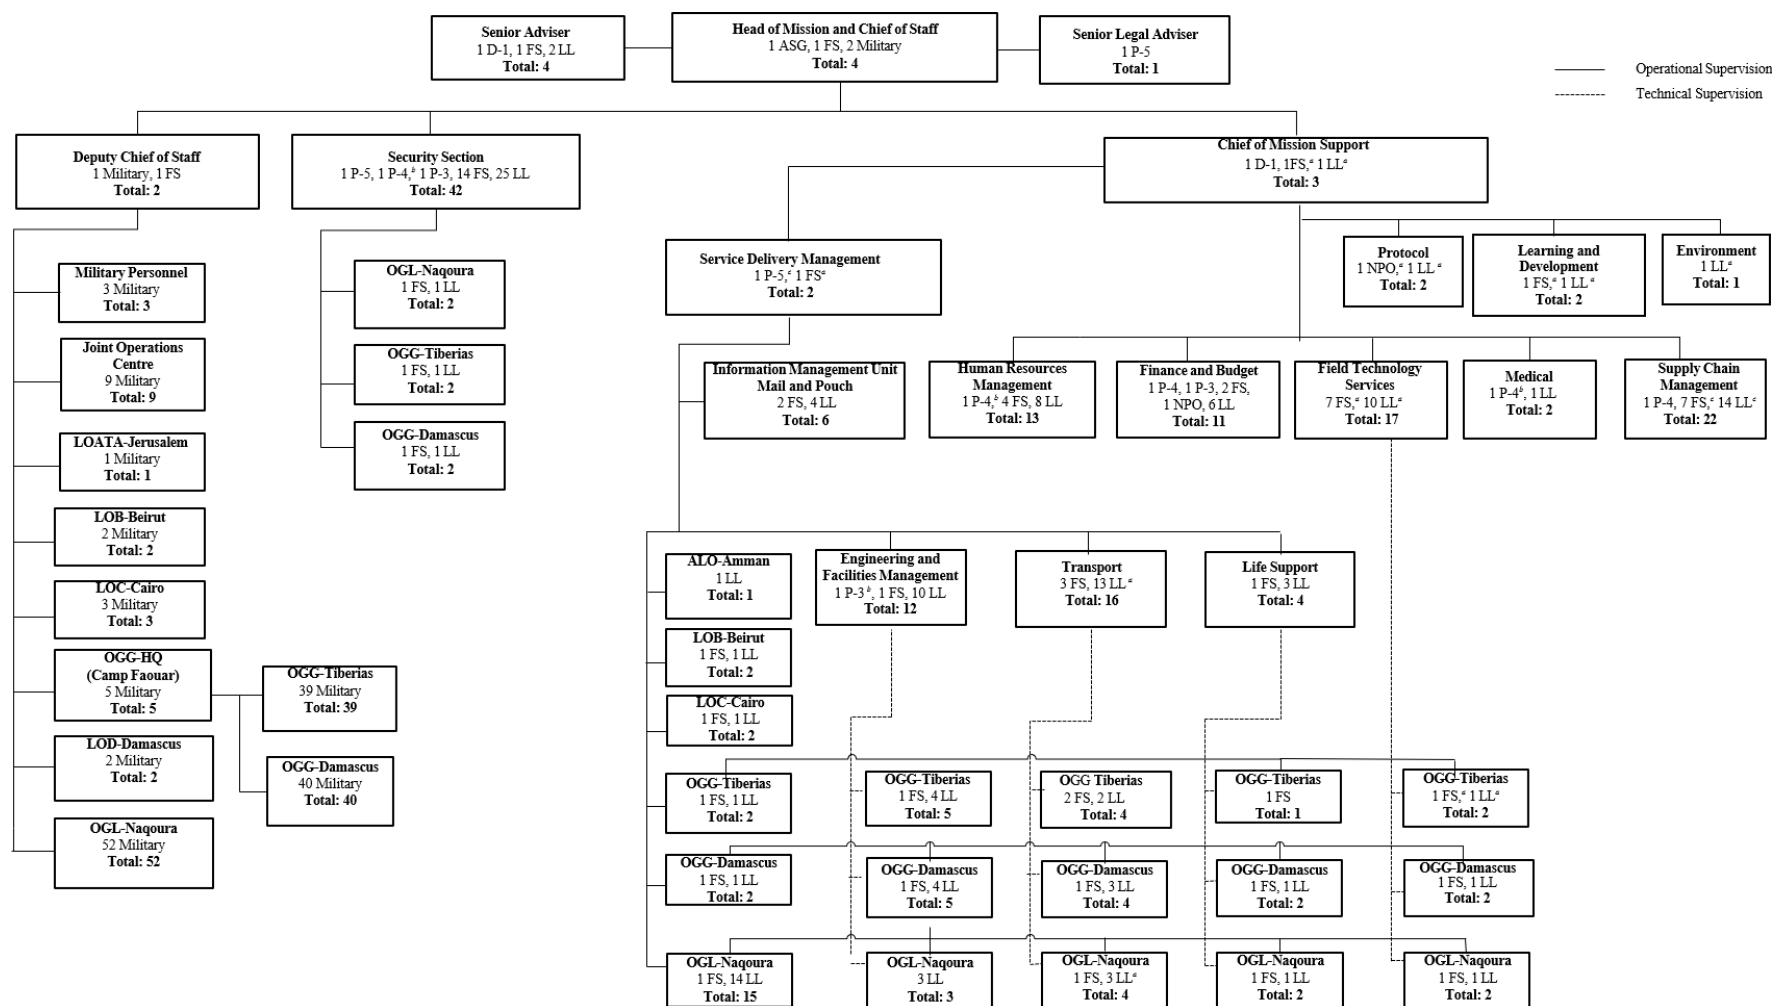 Senior Adviser
1 D-1, 1 FS, 2 LL
Total: 4
Head of Mission and Chief of Staff
1 ASG, 1 FS, 2 Military
Total: 4
Senior Legal Adviser
1 P-5
Total: 1
Operational Supervision
Technical Supervision
Deputy Chief of Staff
1 Military, 1 FS
Total: 2
Security Section
1 P-5, 1 P-4,ᵇ 1 P-3, 14 FS, 25 LL
Total: 42
Chief of Mission Support
1 D-1, 1FS,ᵃ 1 LLᵃ
Total: 3
Military Personnel
3 Military
Total: 3
Joint Operations
Centre
9 Military
Total: 9
LOATA-Jerusalem
1 Military
Total: 1
LOB-Beirut
2 Military
Total: 2
LOC-Cairo
3 Military
Total: 3
OGG-HQ
(Camp Faouar)
5 Military
Total: 5
OGG-Tiberias
39 Military
Total: 39
LOD-Damascus
2 Military
Total: 2
OGG-Damascus
40 Military
Total: 40
OGL-Naqoura
52 Military
Total: 52
OGL-Naqoura
1 FS, 1 LL
Total: 2
OGG-Tiberias
1 FS, 1 LL
Total: 2
OGG-Damascus
1 FS, 1 LL
Total: 2
Service Delivery Management
1 P-5,ᵃ 1 FSᵃ
Total: 2
Protocol
1 NPO,ᵃ 1 LL ᵃ
Total: 2
Learning and
Development
1 FS,ᵃ 1 LL ᵃ
Total: 2
Environment
1 LLᵃ
Total: 1
Information Management Unit
Mail and Pouch
2 FS, 4 LL
Total: 6
Human Resources
Management
1 P-4,ᵇ 4 FS, 8 LL
Total: 13
Finance and Budget
1 P-4, 1 P-3, 2 FS,
1 NPO, 6 LL
Total: 11
Field Technology
Services
7 FS,ᵃ 10 LLᵃ
Total: 17
Medical
1 P-4ᵇ, 1 LL
Total: 2
Supply Chain
Management
1 P-4, 7 FS,ᵃ 14 LLᵃ
Total: 22
ALO-Amman
1 LL
Total: 1
Engineering and
Facilities Management
1 P-3 ᵇ, 1 FS, 10 LL
Total: 12
Transport
3 FS, 13 LL ᵃ
Total: 16
Life Support
1 FS, 3 LL
Total: 4
LOB-Beirut
1 FS, 1 LL
Total: 2
LOC-Cairo
1 FS, 1 LL
Total: 2
OGG-Tiberias
1 FS, 1 LL
Total: 2
OGG-Tiberias
1 FS, 4 LL
Total: 5
OGG Tiberias
2 FS, 2 LL
Total: 4
OGG-Tiberias
1 FS
Total: 1
OGG-Tiberias
1 FS,ᵃ 1 LLᵃ
Total: 2
OGG-Damascus
1 FS, 1 LL
Total: 2
OGG-Damascus
1 FS, 4 LL
Total: 5
OGG-Damascus
1 FS, 3 LL
Total: 4
OGG-Damascus
1 FS, 1 LL
Total: 2
OGG-Damascus
1 FS, 1 LL
Total: 2
OGL-Naqoura
1 FS, 14 LL
Total: 15
OGL-Naqoura
3 LL
Total: 3
OGL-Naqoura
1 FS, 3 LLᵃ
Total: 4
OGL-Naqoura
1 FS, 1 LL
Total: 2
OGL-Naqoura
1 FS, 1 LL
Total: 2